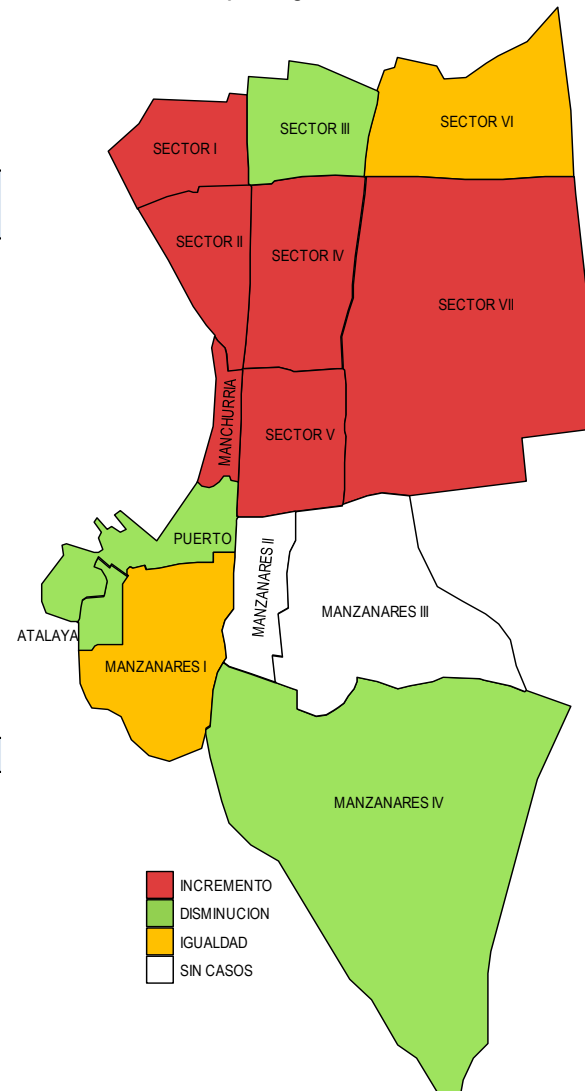 SECTOR VI
SECTOR III
SECTOR I
SECTOR II
SECTOR IV
SECTOR VII
MANCHURRIA
SECTOR V
PUERTO
MANZANARES II
MANZANARES III
ATALAYA
MANZANARES I
MANZANARES IV
INCREMENTO
DISMINUCION
IGUALDAD
SIN CASOS